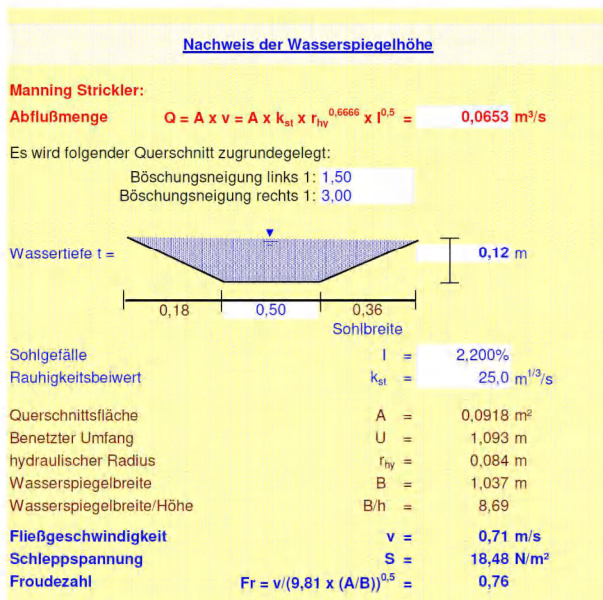 Nachweis der Wasserspiegelhöhe
Manning Strickler:
Abflußmenge Q = A x v = A x kst x rhy^0,6666 x I^0,5 = 0,0653 m³/s
Es wird folgender Querschnitt zugrundegelegt:
Böschungsneigung links 1: 1,50
Böschungsneigung rechts 1: 3,00
Wassertiefe t = 0,12 m
0,18 0,50 0,36
Sohlbreite
Sohlgefälle I = 2,200%
Rauhigkeitsbeiwert kst = 25,0 m^1/3/s
Querschnittsfläche A = 0,0918 m²
Benetzter Umfang U = 1,093 m
hydraulischer Radius rhy = 0,084 m
Wasserspiegelbreite B = 1,037 m
Wasserspiegelbreite/Höhe B/h = 8,69
Fließgeschwindigkeit v = 0,71 m/s
Schleppspannung S = 18,48 N/m²
Froudezahl Fr = v/(9,81 x (A/B))^0,5 = 0,76